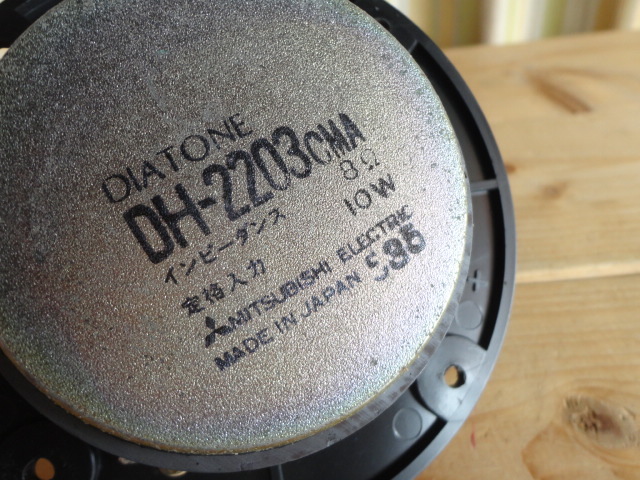 DIATONE
DH-2203CMA
インピーダンス 8Ω
定格入力 10W
MITSUBISHI ELECTRIC
MADE IN JAPAN